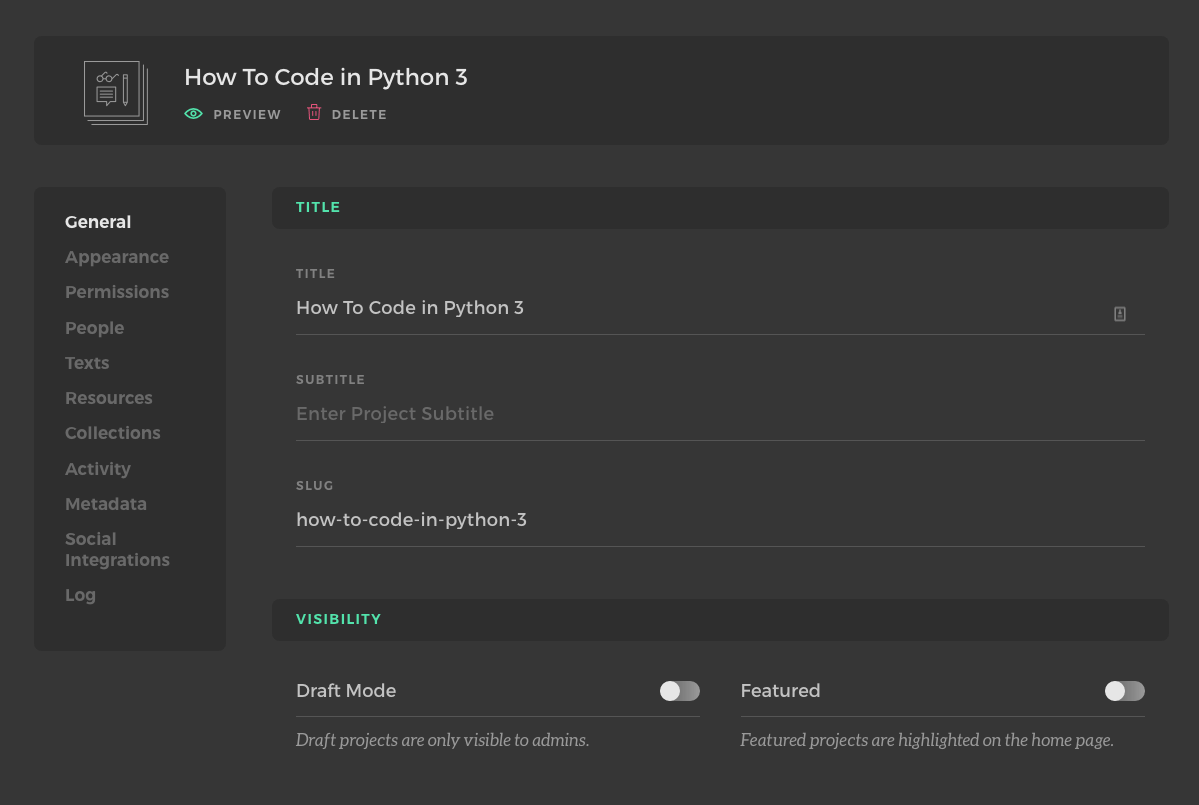 How To Code in Python 3
PREVIEW DELETE
General
Appearance
Permissions
People
Texts
Resources
Collections
Activity
Metadata
Social
Integrations
Log
TITLE
TITLE
How To Code in Python 3
SUBTITLE
Enter Project Subtitle
SLUG
how-to-code-in-python-3
VISIBILITY
Draft Mode
Draft projects are only visible to admins.
Featured
Featured projects are highlighted on the home page.